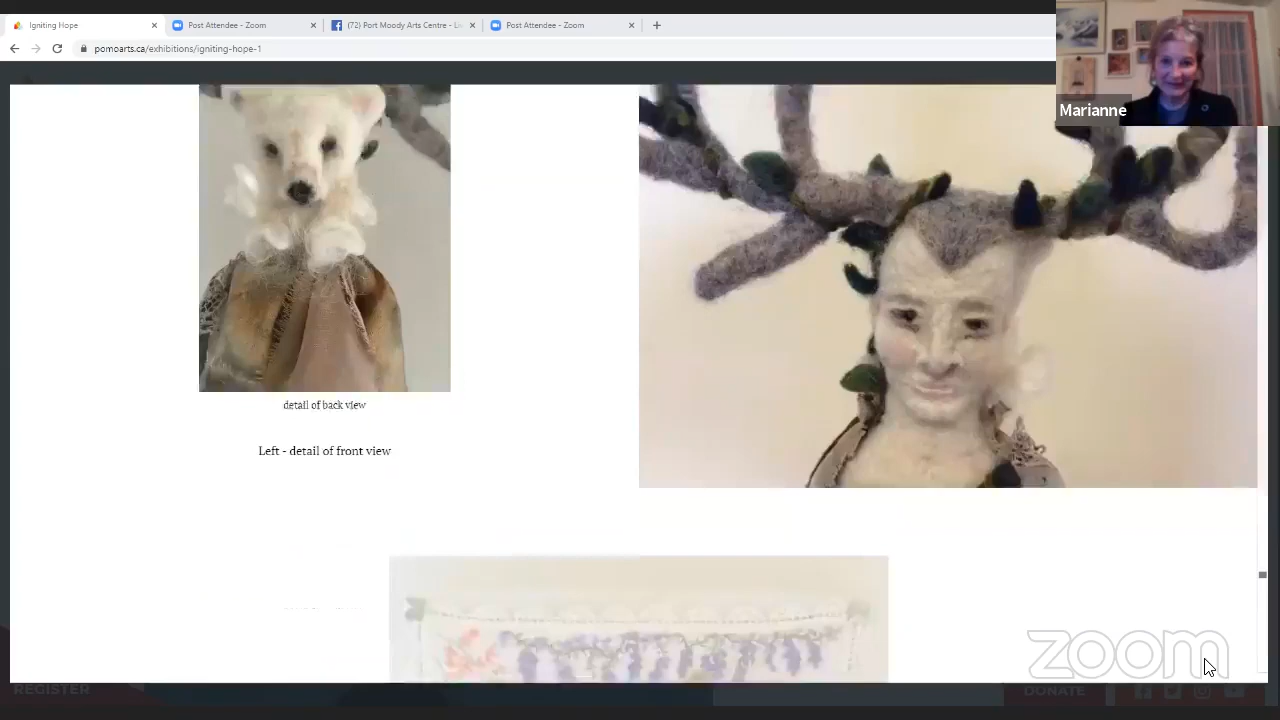 Igniting Hope
Post Attendee - Zoom
(72) Port Moody Arts Centre - Li
Post Attendee - Zoom
pomoarts.ca/exhibitions/igniting-hope-1
Marianne
detail of back view
Left - detail of front view
zoom
REGISTER
DONATE